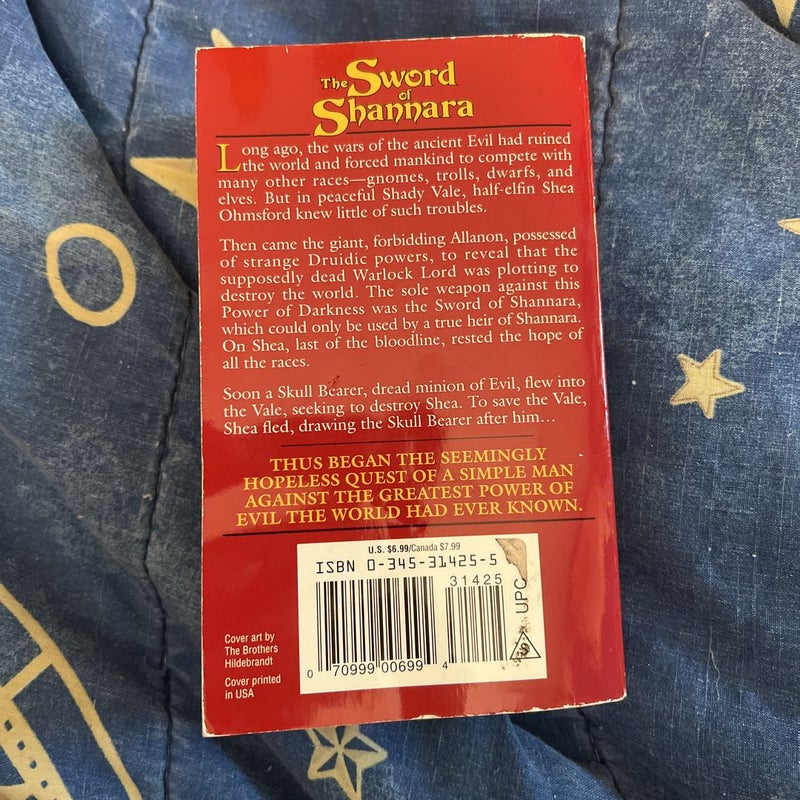 The Sword
of
Shannara
Long ago, the wars of the ancient Evil had ruined
the world and forced mankind to compete with
many other races—gnomes, trolls, dwarfs, and
elves. But in peaceful Shady Vale, half-elfin Shea
Ohmsford knew little of such troubles.
Then came the giant, forbidding Allanon, possessed
of strange Druidic powers, to reveal that the
supposedly dead Warlock Lord was plotting to
destroy the world. The sole weapon against this
Power of Darkness was the Sword of Shannara,
which could only be used by a true heir of Shannara.
On Shea, last of the bloodline, rested the hope of
all the races.
Soon a Skull Bearer, dread minion of Evil, flew into
the Vale, seeking to destroy Shea. To save the Vale,
Shea fled, drawing the Skull Bearer after him...
THUS BEGAN THE SEEMINGLY
HOPELESS QUEST OF A SIMPLE MAN
AGAINST THE GREATEST POWER OF
EVIL THE WORLD HAD EVER KNOWN.
U.S. $6.99/Canada $7.99
ISBN 0-345-31425-5
31425
UPC
S
0 70999 00699 4
Cover art by
The Brothers
Hildebrandt
Cover printed
in USA